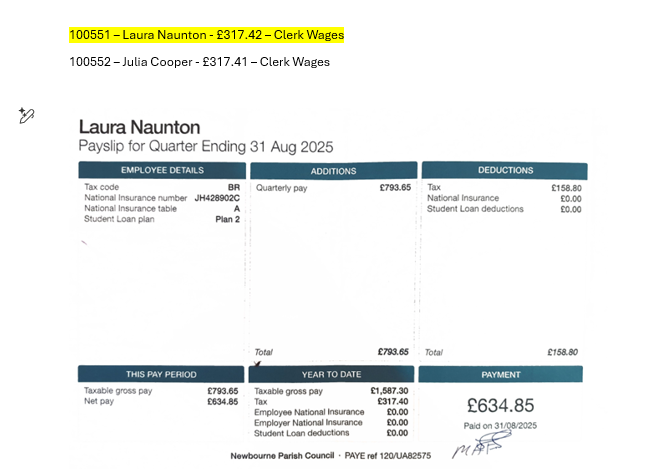 100551 – Laura Naunton - £317.42 – Clerk Wages
100552 – Julia Cooper - £317.41 – Clerk Wages
Laura Naunton
Payslip for Quarter Ending 31 Aug 2025
EMPLOYEE DETAILS
Tax code BR
National Insurance number JH428902C
National Insurance table A
Student Loan plan Plan 2
ADDITIONS
Quarterly pay £793.65
Total £793.65
DEDUCTIONS
Tax £158.80
National Insurance £0.00
Student Loan deductions £0.00
Total £158.80
THIS PAY PERIOD
Taxable gross pay £793.65
Net pay £634.85
YEAR TO DATE
Taxable gross pay £1,587.30
Tax £317.40
Employee National Insurance £0.00
Employer National Insurance £0.00
Student Loan deductions £0.00
PAYMENT
£634.85
Paid on 31/08/2025
Newbourne Parish Council · PAYE ref 120/UA82575